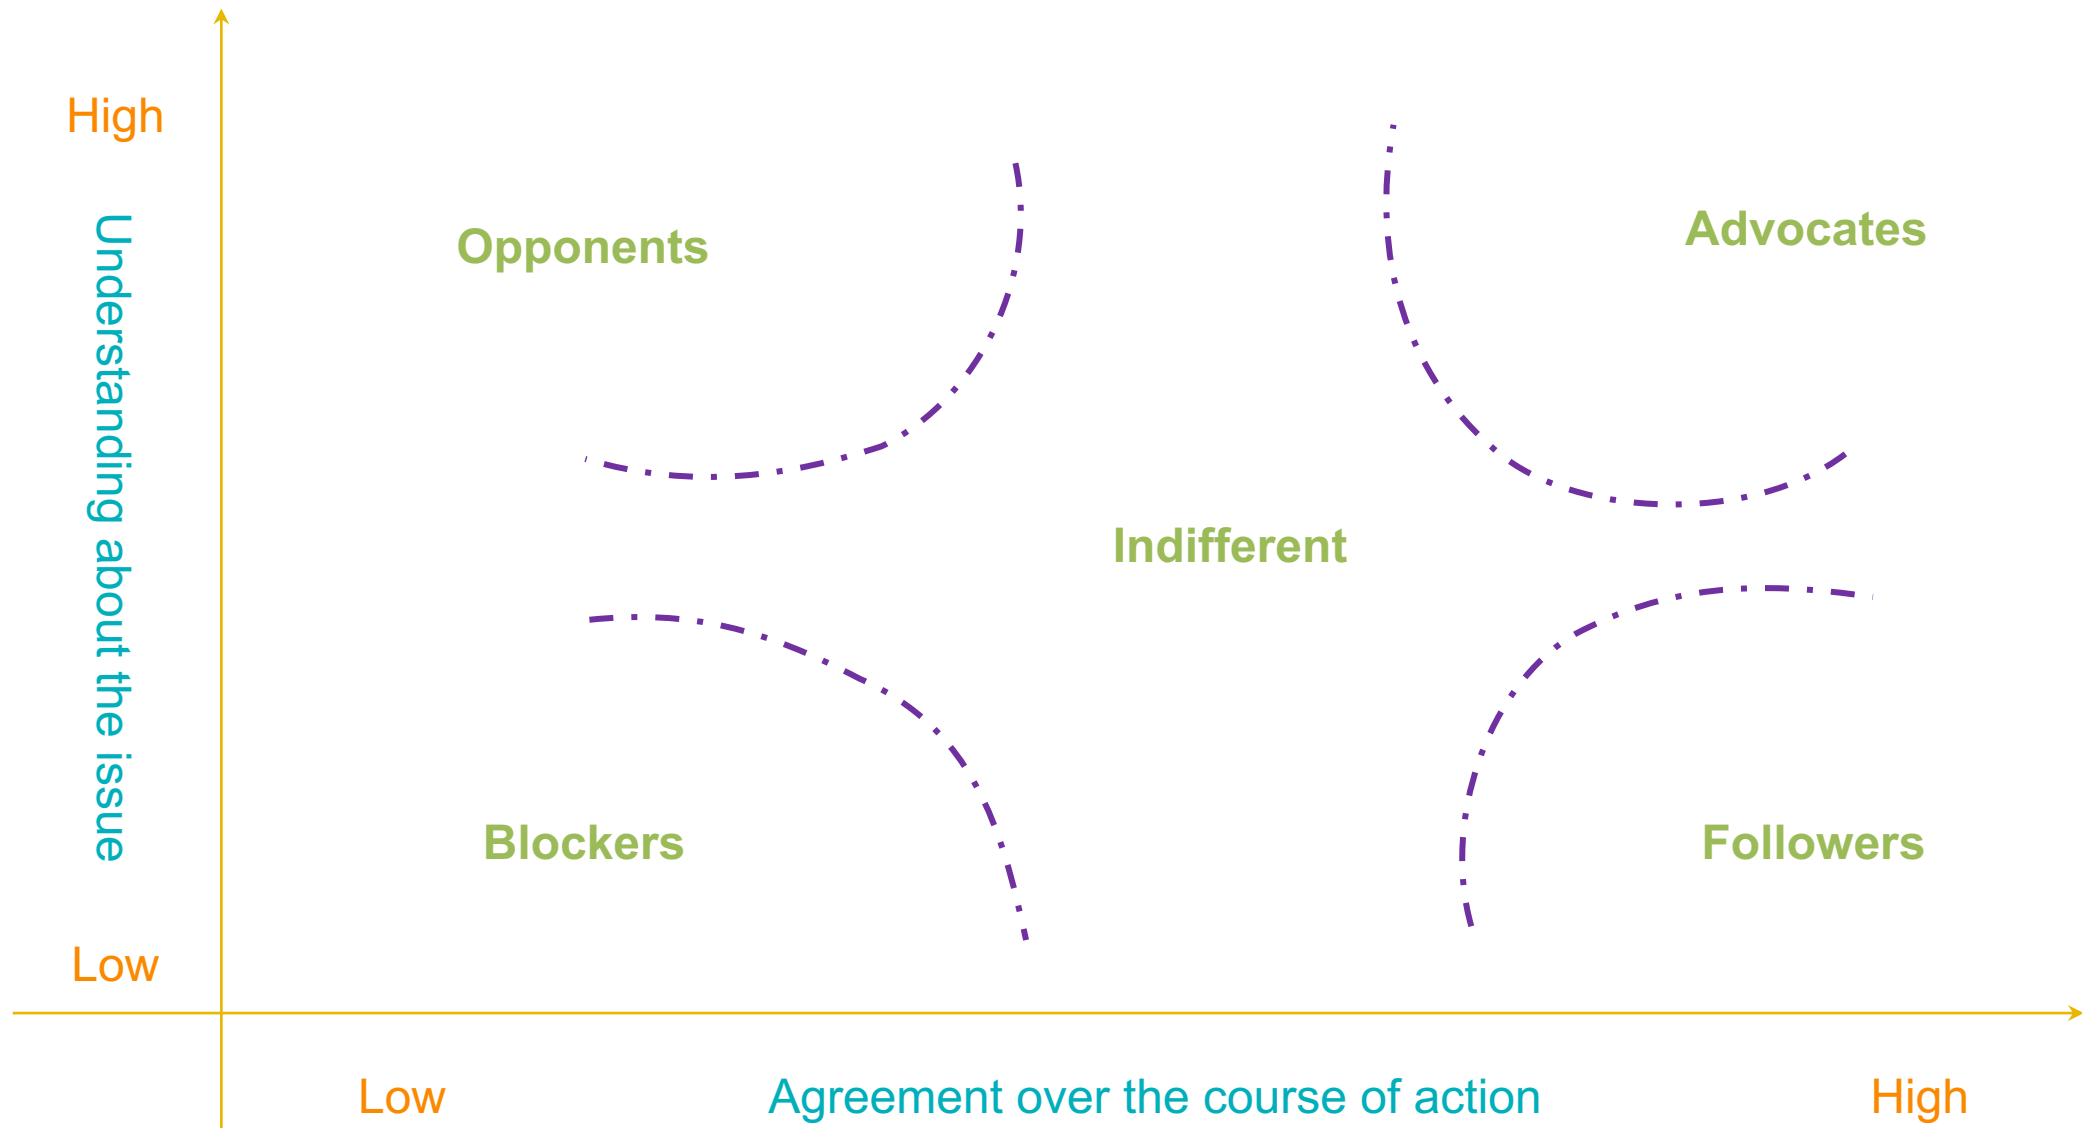 High
Understanding about the issue
Opponents
Advocates
Indifferent
Blockers
Followers
Low
Low
Agreement over the course of action
High